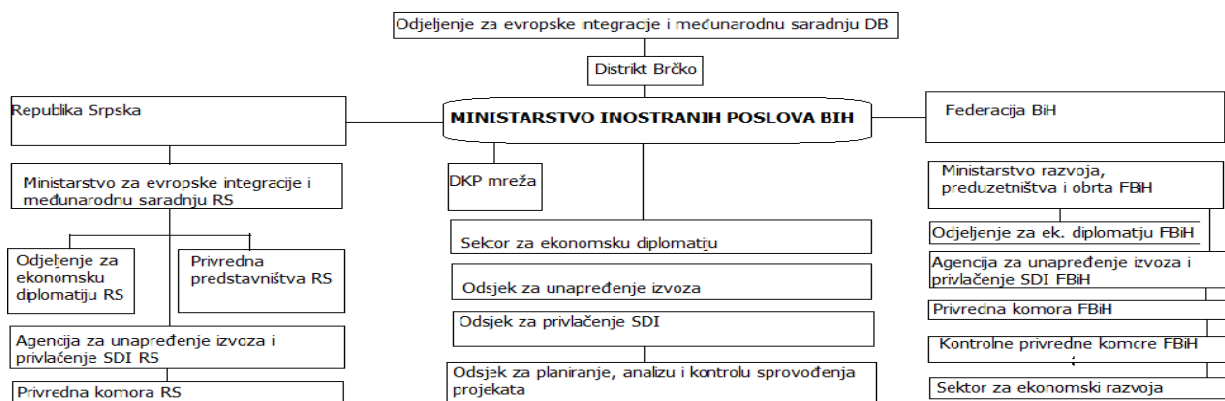 Odjeljenje za evropske integracije i međunarodnu saradnju DB
Distrikt Brčko
Republika Srpska
MINISTARSTVO INOSTRANIH POSLOVA BIH
Federacija BiH
Ministarstvo za evropske integracije i
međunarodnu saradnju RS
DKP mreža
Ministarstvo razvoja,
preduzetništva i obrta FBiH
Odjeljenje za
ekonomsku
diplomatiju RS
Privredna
predstavništva RS
Sektor za ekonomsku diplomatiju
Odjeljenje za ek. diplomatju FBiH
Odsjek za unapređenje izvoza
Agencija za unapređenje izvoza i
privlačenje SDI FBiH
Odsjek za privlačenje SDI
Privredna komora FBiH
Agencija za unapređenje izvoza i
privlačenje SDI RS
Kontrolne privredne komore FBiH
Privredna komora RS
Odsjek za planiranje, analizu i kontrolu sprovođenja
projekata
Sektor za ekonomski razvoja